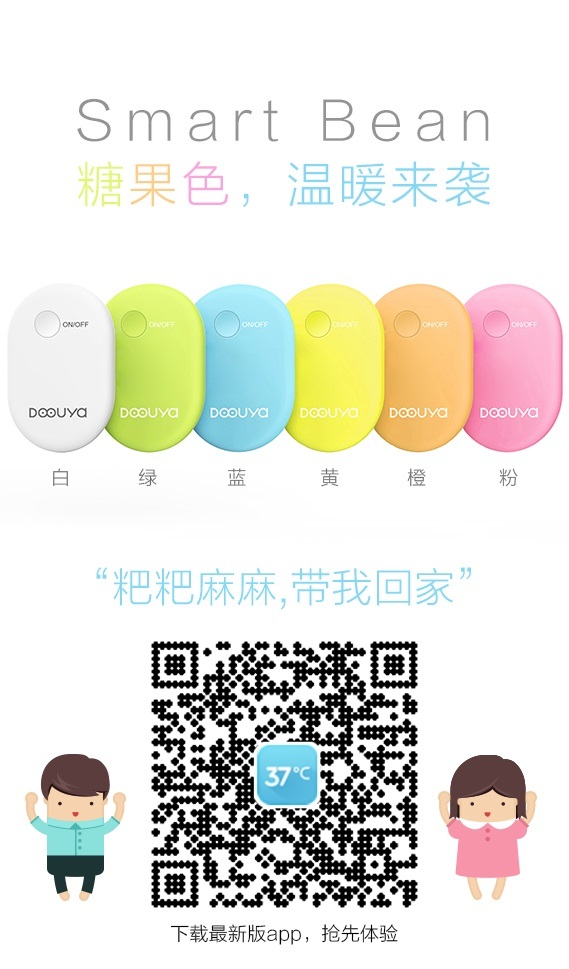 Smart Bean
糖果色，温暖来袭
ON/OFF ON/OFF ON/OFF ON/OFF ON/OFF ON/OFF
DOOUYA DOOUYA DOOUYA DOOUYA DOOUYA DOOUYA
白 绿 蓝 黄 橙 粉
“粑粑麻麻,带我回家”
37°C
下载最新版app，抢先体验